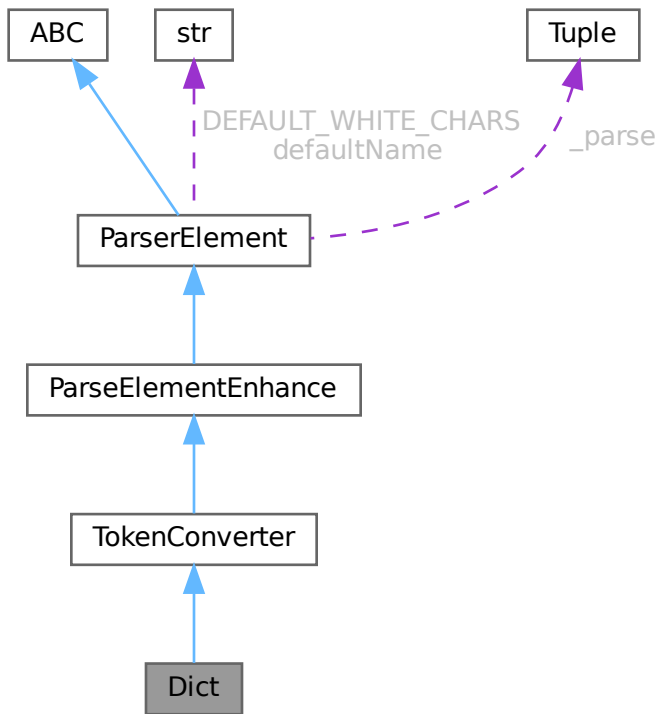 ABC
str
Tuple
DEFAULT_WHITE_CHARS
defaultName
_parse
ParserElement
ParseElementEnhance
TokenConverter
Dict